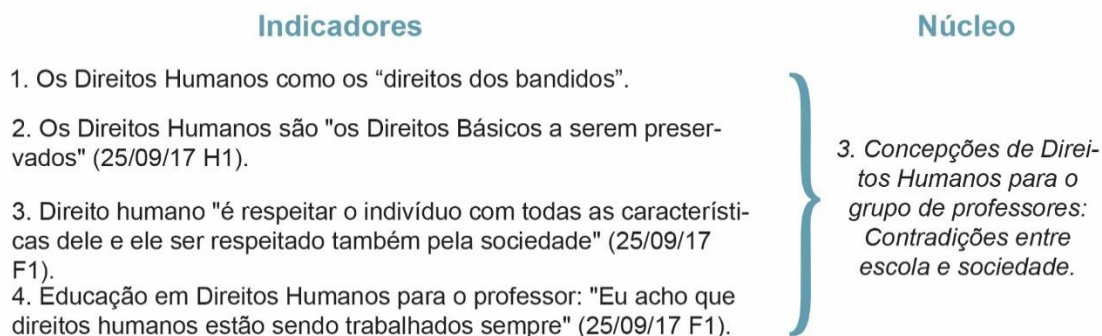 Indicadores
1. Os Direitos Humanos como os “direitos dos bandidos”.
2. Os Direitos Humanos são "os Direitos Básicos a serem preser-
vados" (25/09/17 H1).
3. Direito humano "é respeitar o indivíduo com todas as característi-
cas dele e ele ser respeitado também pela sociedade" (25/09/17
F1).
4. Educação em Direitos Humanos para o professor: "Eu acho que
direitos humanos estão sendo trabalhados sempre" (25/09/17 F1).
Núcleo
3. Concepções de Direi-
tos Humanos para o
grupo de professores:
Contradições entre
escola e sociedade.